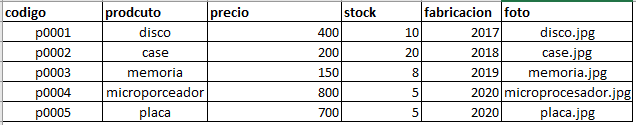 codigo prodcuto precio stock fabricacion foto
p0001 disco 400 10 2017 disco.jpg
p0002 case 200 20 2018 case.jpg
p0003 memoria 150 8 2019 memoria.jpg
p0004 microporceador 800 5 2020 microprocesador.jpg
p0005 placa 700 5 2020 placa.jpg